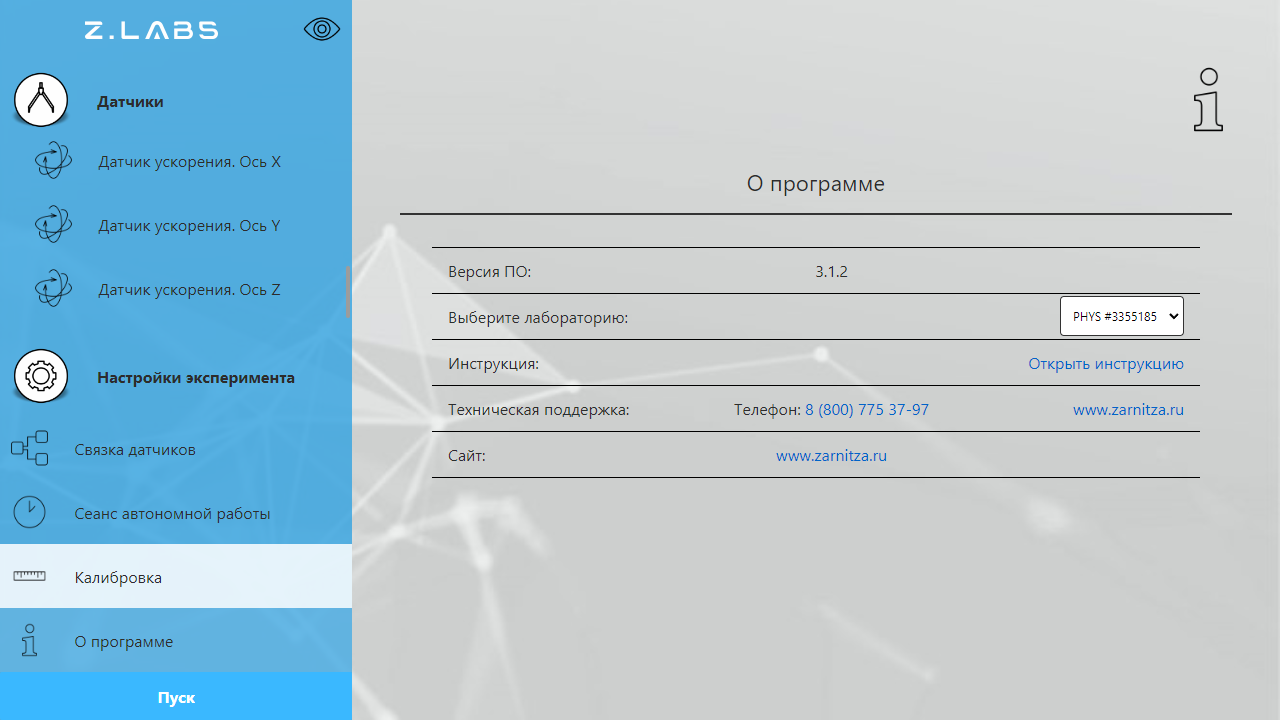 Z.LABS
Датчики
Датчик ускорения. Ось X
Датчик ускорения. Ось Y
Датчик ускорения. Ось Z
Настройки эксперимента
Связка датчиков
Сеанс автономной работы
Калибровка
О программе
Пуск
О программе
Версия ПО: 3.1.2
Выберите лабораторию: PHYS #3355185
Инструкция: Открыть инструкцию
Техническая поддержка: Телефон: 8 (800) 775 37-97 www.zarnitza.ru
Сайт: www.zarnitza.ru